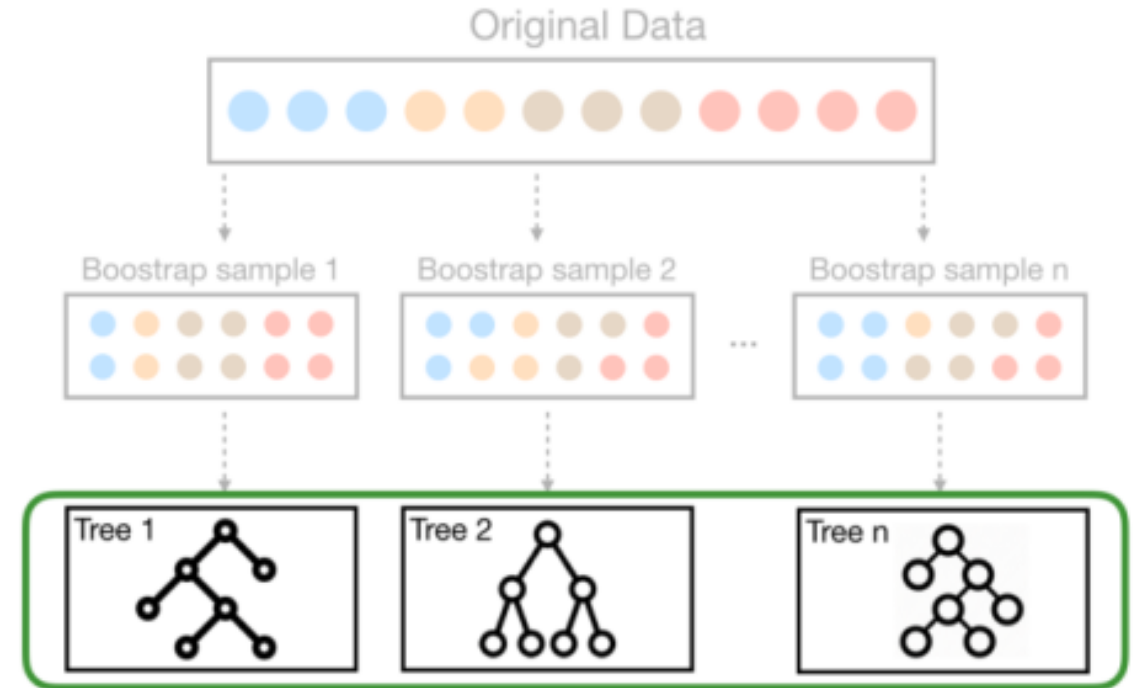 Original Data
Boostrap sample 1
Boostrap sample 2
Boostrap sample n
...
Tree 1
Tree 2
Tree n